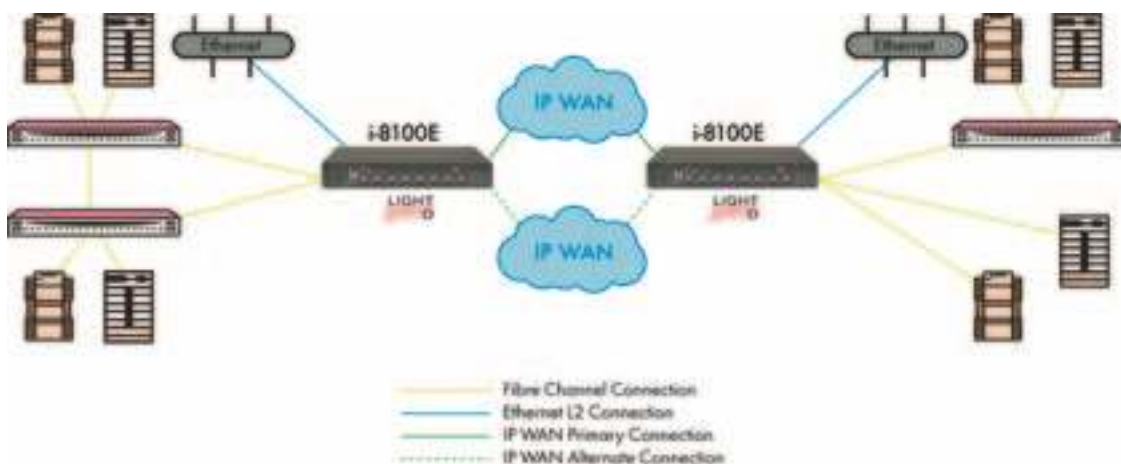 Ethernet
Ethernet
IP WAN
i-8100E
i-8100E
LIGHT
LIGHT
IP WAN
Fibre Channel Connection
Ethernet L2 Connection
IP WAN Primary Connection
IP WAN Alternate Connection